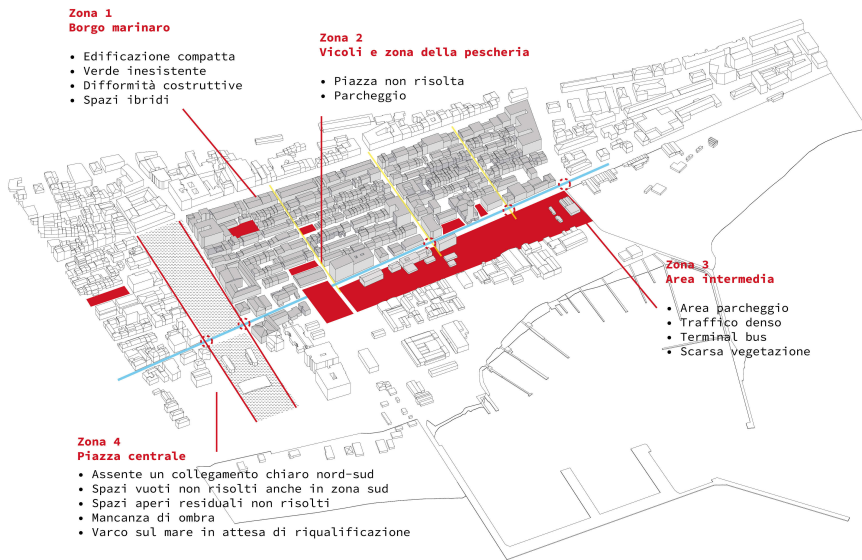 Zona 1
Borgo marinaro
• Edificazione compatta
• Verde inesistente
• Difformità costruttive
• Spazi ibridi
Zona 2
Vicoli e zona della pescheria
• Piazza non risolta
• Parcheggio
Zona 3
Area intermedia
• Area parcheggio
• Traffico denso
• Terminal bus
• Scarsa vegetazione
Zona 4
Piazza centrale
• Assente un collegamento chiaro nord-sud
• Spazi vuoti non risolti anche in zona sud
• Spazi aperi residuali non risolti
• Mancanza di ombra
• Varco sul mare in attesa di riqualificazione